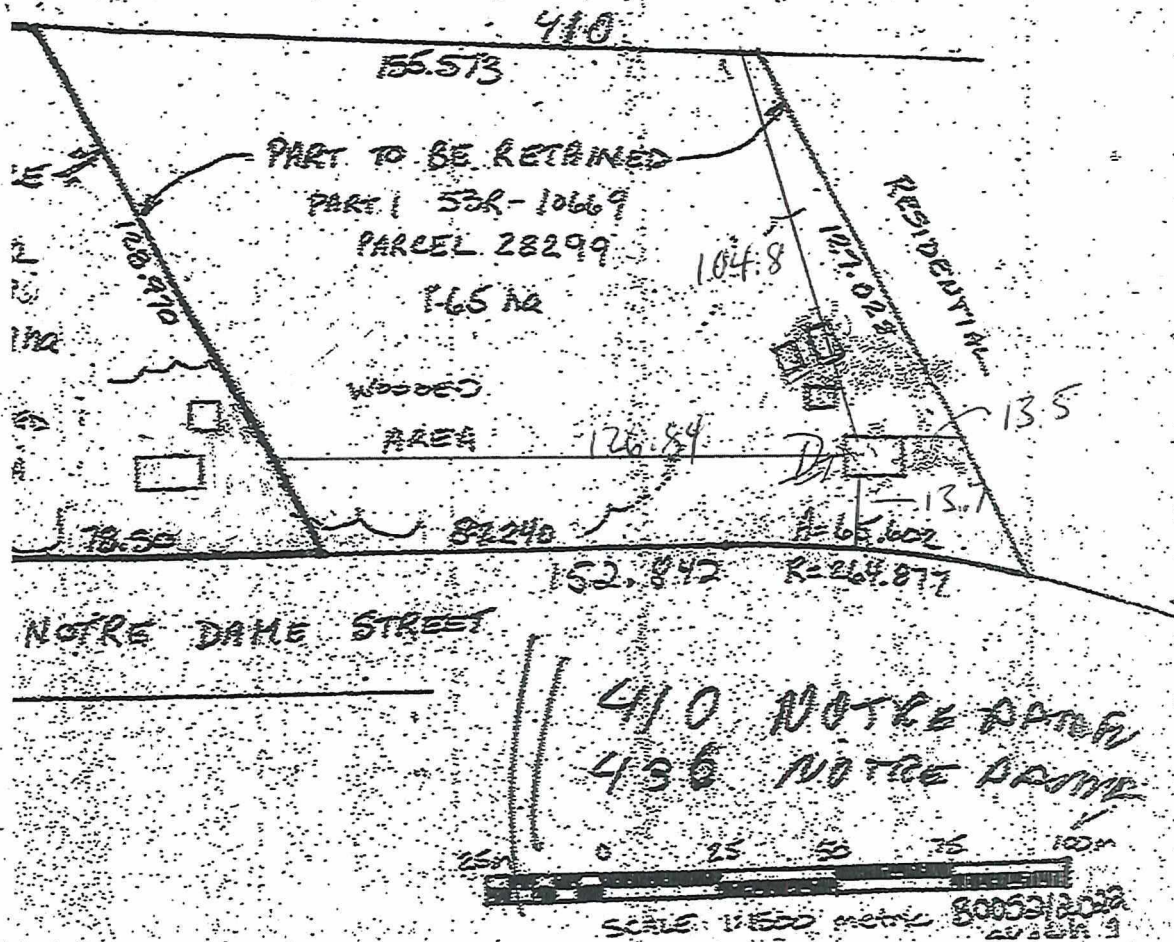 410
155.573
PART TO BE RETAINED
PART 1 53R-10669
PARCEL 28299
1.65 ha
RESIDENTIAL
104.8
127.028
128.970
WOODED
AREA
126.84
13.5
13.7
78.50
87.240
A=65.602
152.842
R=264.877
NOTRE DAME STREET
410 NOTRE DAME
436 NOTRE DAME
25m 0 25 50 75 100m
SCALE 1:1500 metric